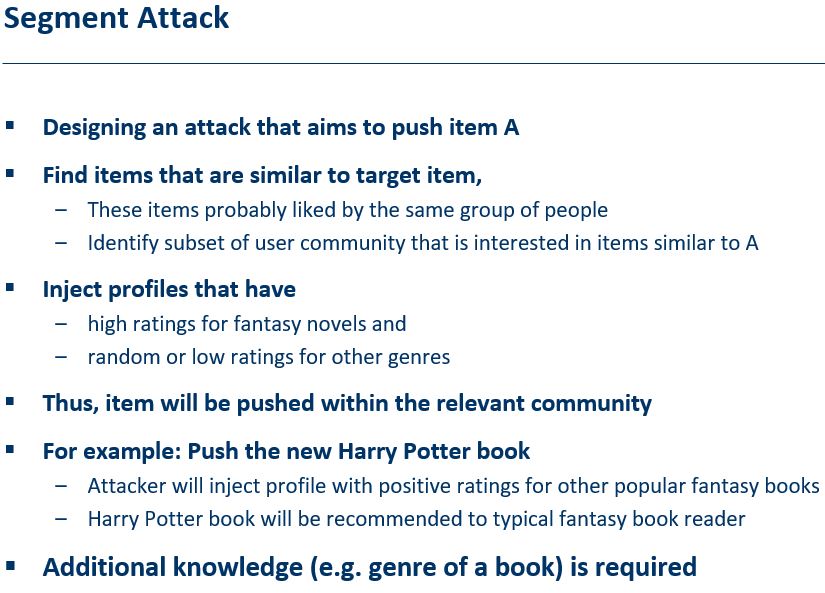 Segment Attack
▪ Designing an attack that aims to push item A
▪ Find items that are similar to target item,
– These items probably liked by the same group of people
– Identify subset of user community that is interested in items similar to A
▪ Inject profiles that have
– high ratings for fantasy novels and
– random or low ratings for other genres
▪ Thus, item will be pushed within the relevant community
▪ For example: Push the new Harry Potter book
– Attacker will inject profile with positive ratings for other popular fantasy books
– Harry Potter book will be recommended to typical fantasy book reader
▪ Additional knowledge (e.g. genre of a book) is required